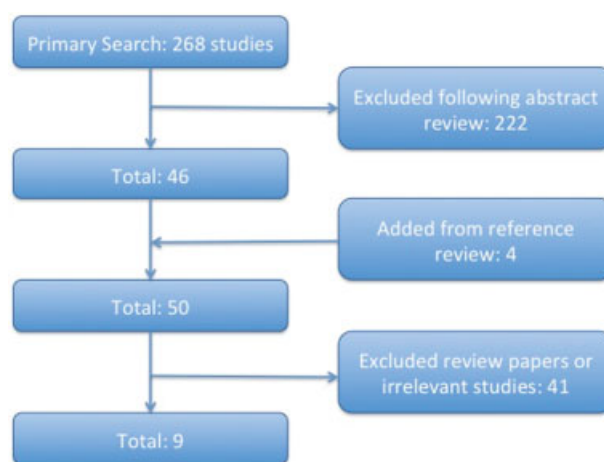 Primary Search: 268 studies
Excluded following abstract
review: 222
Total: 46
Added from reference
review: 4
Total: 50
Excluded review papers or
irrelevant studies: 41
Total: 9